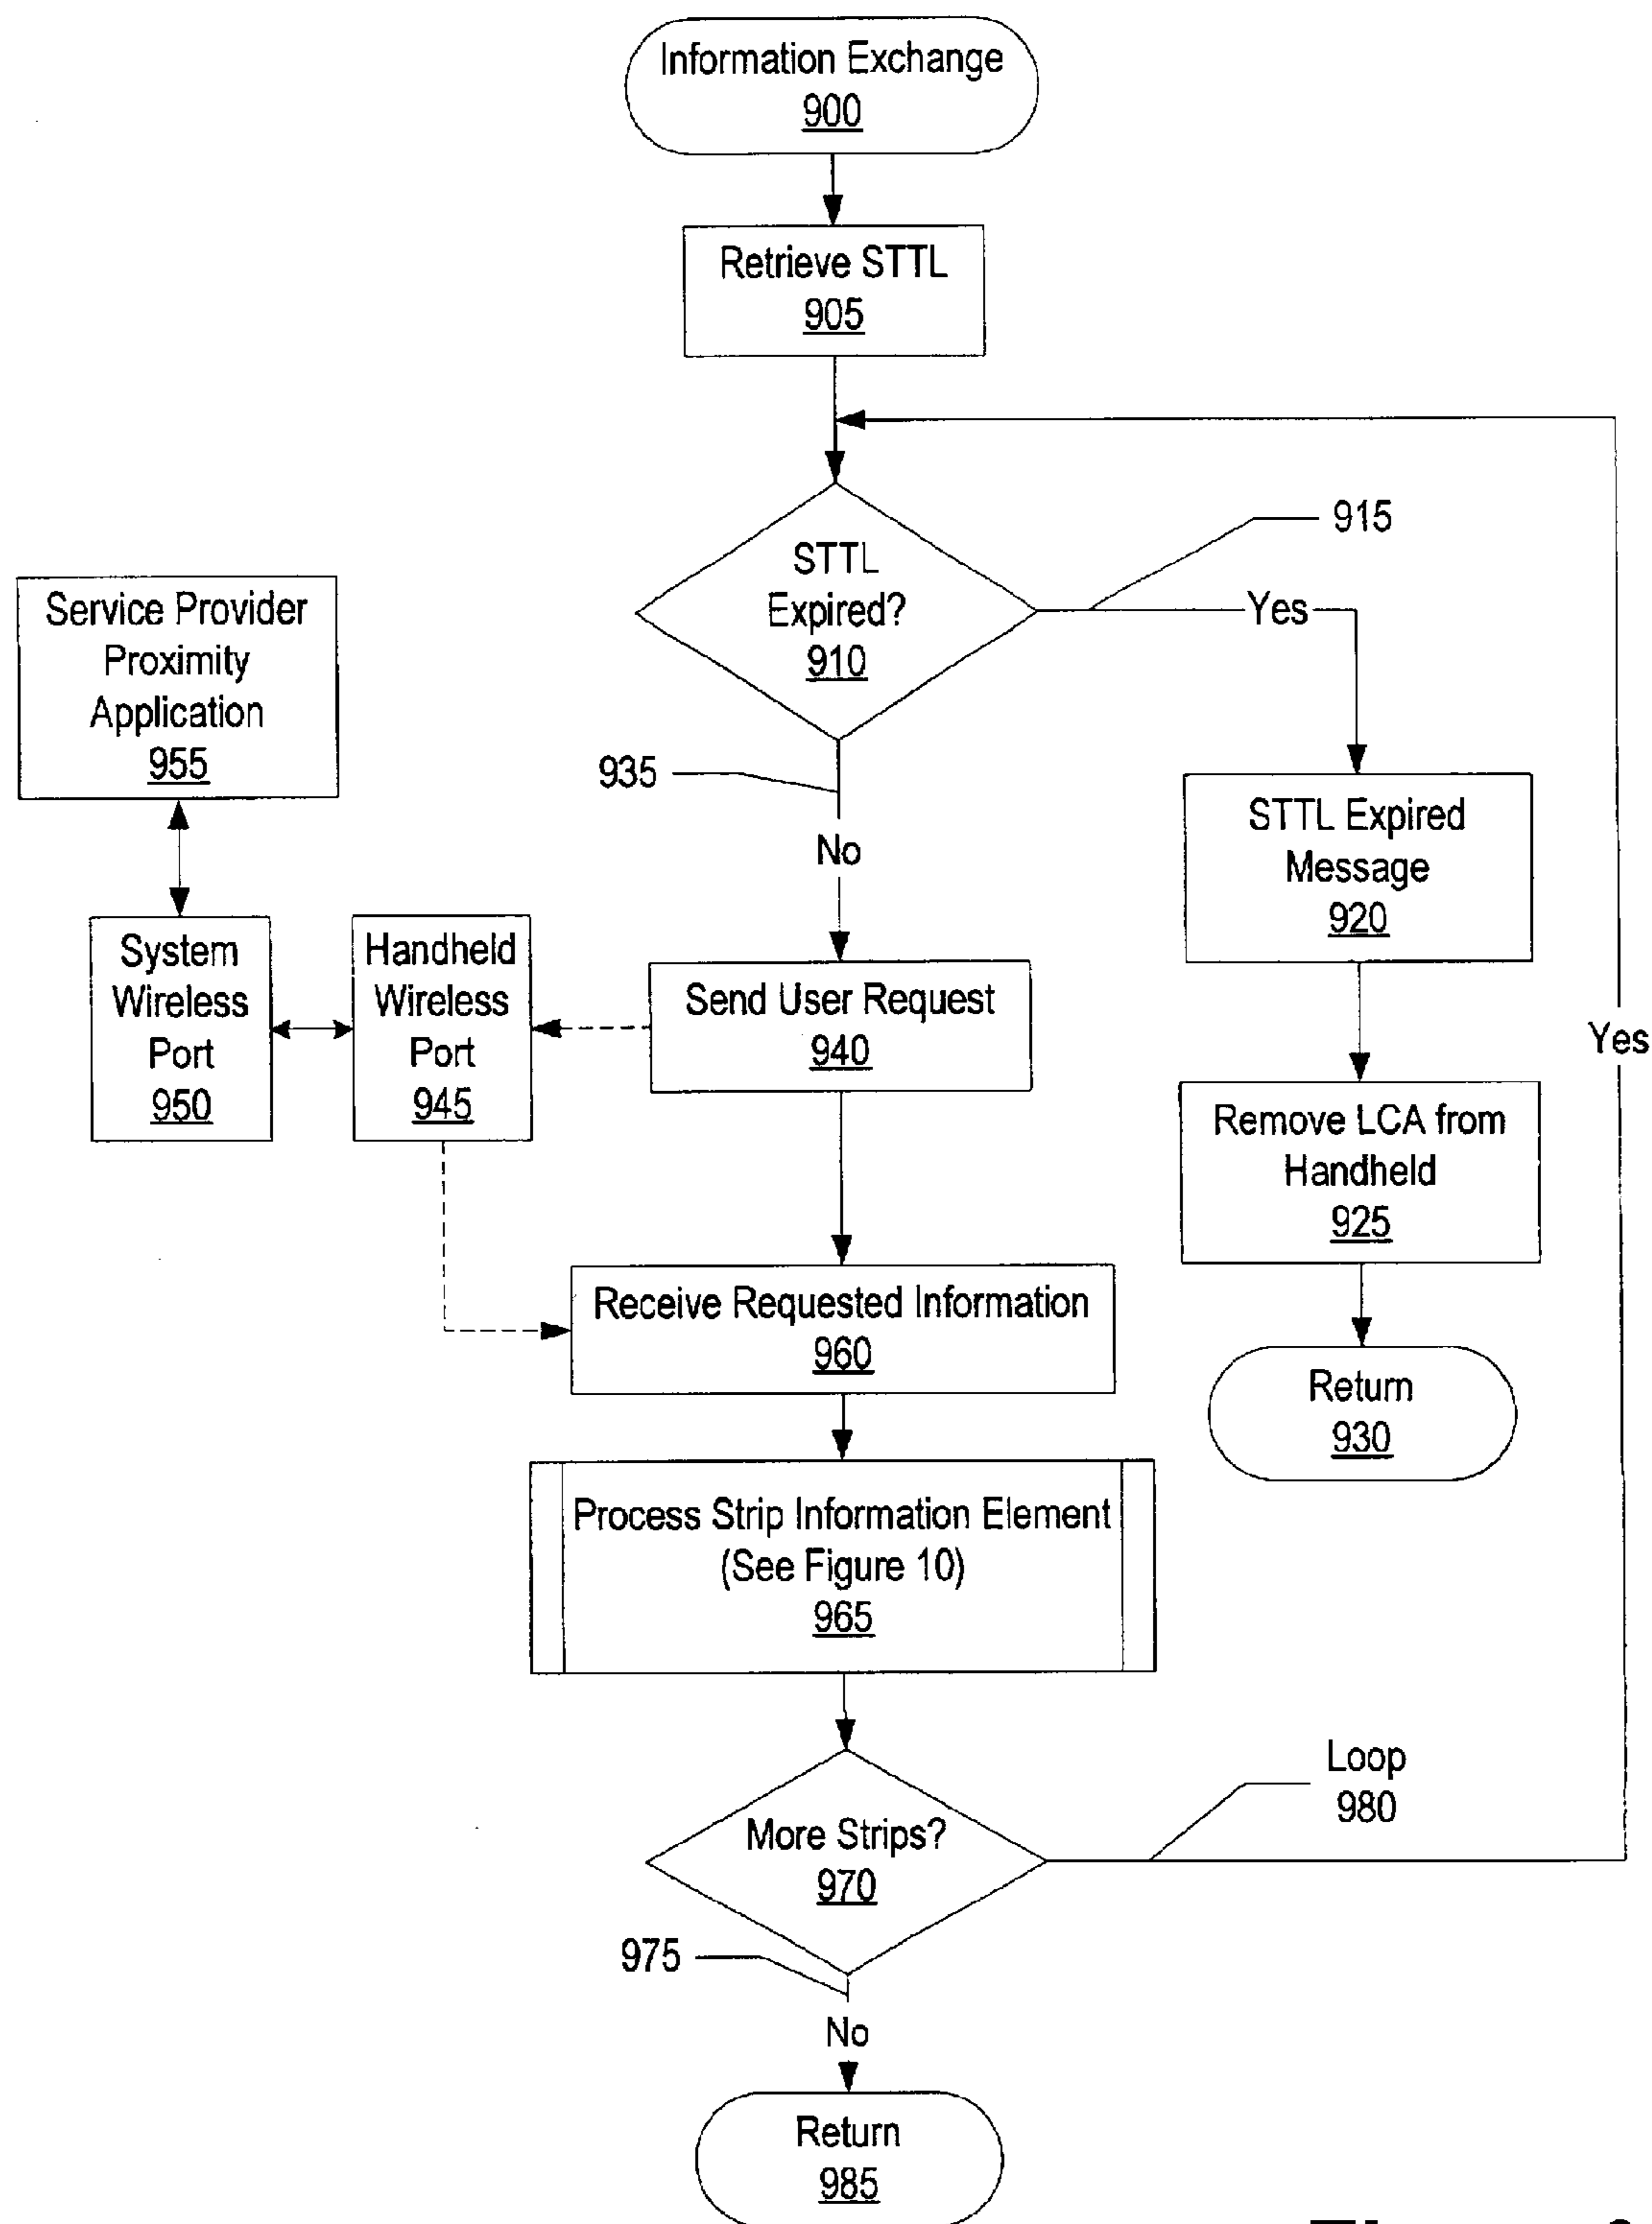 Information Exchange
900
Retrieve STTL
905
STTL
Expired?
910
915
Yes
Service Provider
Proximity
Application
955
935
No
STTL Expired
Message
920
System
Wireless
Port
950
Handheld
Wireless
Port
945
Send User Request
940
Yes
Remove LCA from
Handheld
925
Receive Requested Information
960
Return
930
Process Strip Information Element
(See Figure 10)
965
Loop
980
More Strips?
970
975
No
Return
985